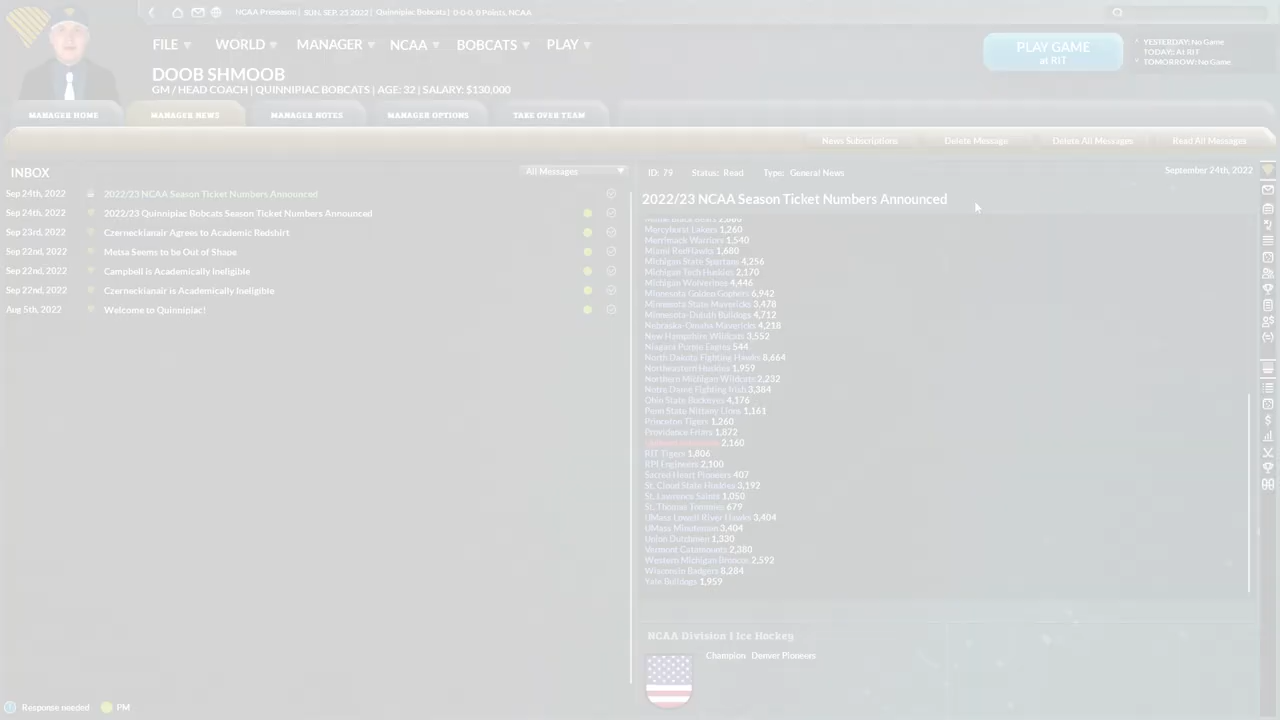 NCAA Preseason | SUN. SEP. 25 2022 | Quinnipiac Bobcats | 0-0-0, 0 Points, NCAA
FILE WORLD MANAGER NCAA BOBCATS PLAY
PLAY GAME
at RIT
YESTERDAY: No Game
TODAY: At RIT
TOMORROW: No Game
DOOB SHMOOB
GM / HEAD COACH | QUINNIPIAC BOBCATS | AGE: 32 | SALARY: $130,000
MANAGER HOME MANAGER NEWS MANAGER NOTES MANAGER OPTIONS TAKE OVER TEAM
News Subscriptions Delete Message Delete All Messages Read All Messages
INBOX All Messages
Sep 24th, 2022 2022/23 NCAA Season Ticket Numbers Announced
Sep 24th, 2022 2022/23 Quinnipiac Bobcats Season Ticket Numbers Announced
Sep 23rd, 2022 Czerneckianair Agrees to Academic Redshirt
Sep 22nd, 2022 Metsa Seems to be Out of Shape
Sep 22nd, 2022 Campbell is Academically Ineligible
Sep 22nd, 2022 Czerneckianair is Academically Ineligible
Aug 5th, 2022 Welcome to Quinnipiac!
ID: 79 Status: Read Type: General News September 24th, 2022
2022/23 NCAA Season Ticket Numbers Announced
Mercyhurst Lakers 1,260
Merrimack Warriors 1,540
Miami RedHawks 1,680
Michigan State Spartans 4,256
Michigan Tech Huskies 2,170
Michigan Wolverines 4,446
Minnesota Golden Gophers 6,942
Minnesota State Mavericks 3,478
Minnesota-Duluth Bulldogs 4,712
Nebraska-Omaha Mavericks 4,218
New Hampshire Wildcats 3,552
Niagara Purple Eagles 544
North Dakota Fighting Hawks 8,664
Northeastern Huskies 1,959
Northern Michigan Wildcats 2,232
Notre Dame Fighting Irish 3,384
Ohio State Buckeyes 4,176
Penn State Nittany Lions 1,161
Princeton Tigers 1,260
Providence Friars 1,872
2,160
RIT Tigers 1,806
RPI Engineers 2,100
Sacred Heart Pioneers 407
St. Cloud State Huskies 3,192
St. Lawrence Saints 1,050
St. Thomas Tommies 679
UMass Lowell River Hawks 3,404
UMass Minutemen 3,404
Union Dutchmen 1,330
Vermont Catamounts 2,380
Western Michigan Broncos 2,592
Wisconsin Badgers 8,284
Yale Bulldogs 1,959
NCAA Division I Ice Hockey
Champion Denver Pioneers
Response needed PM